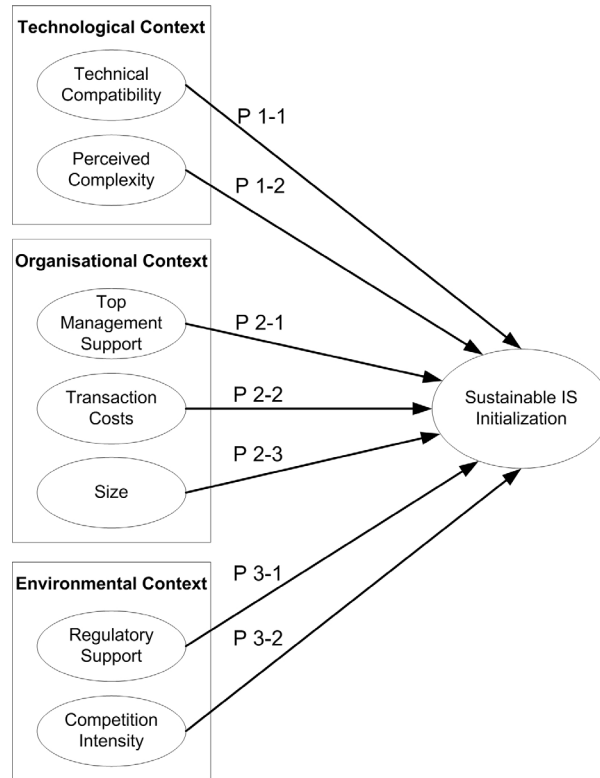 Technological Context
Technical
Compatibility
P 1-1
Perceived
Complexity
P 1-2
Organisational Context
Top
Management
Support
P 2-1
Transaction
Costs
P 2-2
Size
P 2-3
Sustainable IS
Initialization
Environmental Context
Regulatory
Support
P 3-1
Competition
Intensity
P 3-2